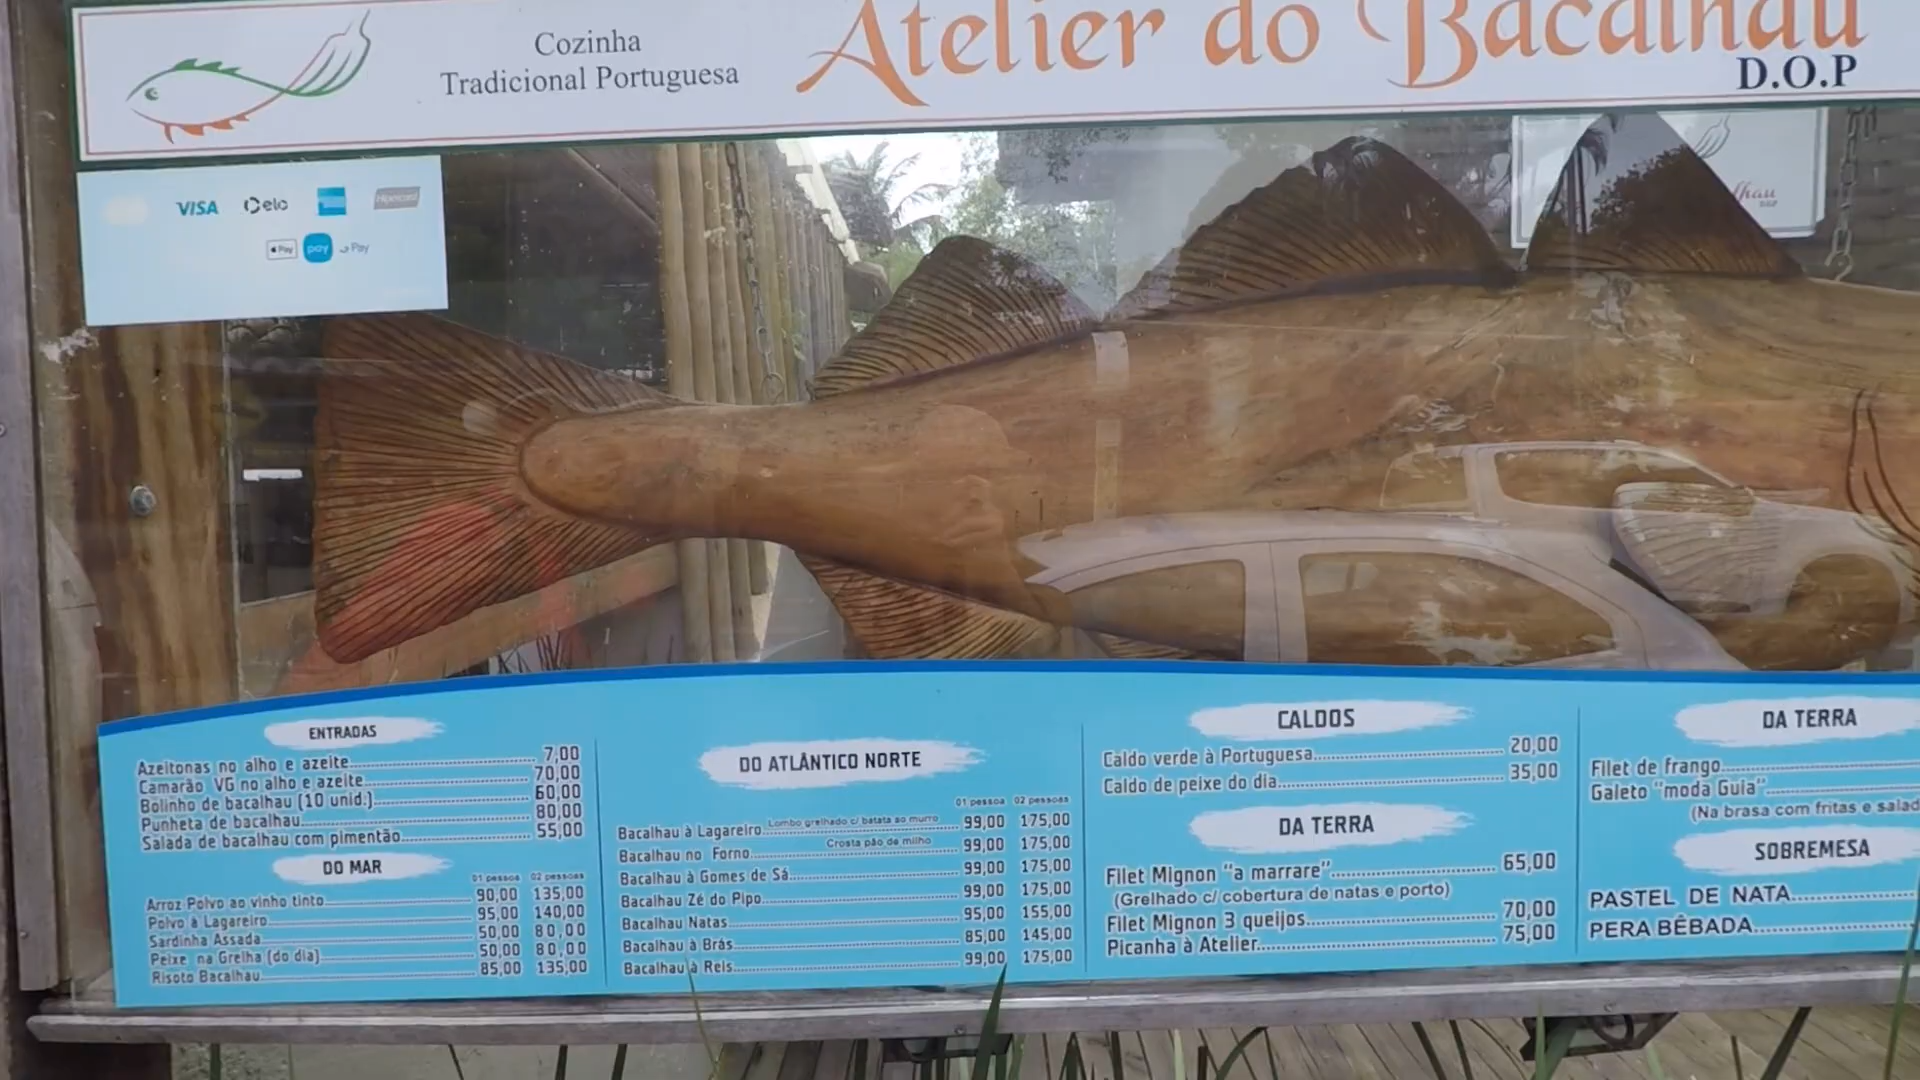 Cozinha
Tradicional Portuguesa
Atelier do Bacalhau
D.O.P
VISA elo Hipercard
Pay pay Pay
ENTRADAS
Azeitonas no alho e azeite 7,00
Camarão VG no alho e azeite 70,00
Bolinho de bacalhau (10 unid.) 60,00
Punheta de bacalhau 80,00
Salada de bacalhau com pimentão 55,00
DO MAR
01 pessoa 02 pessoas
Arroz Polvo ao vinho tinto 90,00 135,00
Polvo à Lagareiro 95,00 140,00
Sardinha Assada 50,00 80,00
Peixe na Grelha (do dia) 50,00 80,00
Risoto Bacalhau 85,00 135,00
DO ATLÂNTICO NORTE
01 pessoa 02 pessoas
Bacalhau à Lagareiro Lombo grelhado c/ batata ao murro 99,00 175,00
Bacalhau no Forno Crosta pão de milho 99,00 175,00
Bacalhau à Gomes de Sá 99,00 175,00
Bacalhau Zé do Pipo 99,00 175,00
Bacalhau Natas 95,00 155,00
Bacalhau à Brás 85,00 145,00
Bacalhau à Reis 99,00 175,00
CALDOS
Caldo verde à Portuguesa 20,00
Caldo de peixe do dia 35,00
DA TERRA
Filet Mignon "a marrare" 65,00
(Grelhado c/ cobertura de natas e porto)
Filet Mignon 3 queijos 70,00
Picanha à Atelier 75,00
DA TERRA
Filet de frango
Galeto "moda Guia"
(Na brasa com fritas e salad
SOBREMESA
PASTEL DE NATA
PERA BÊBADA